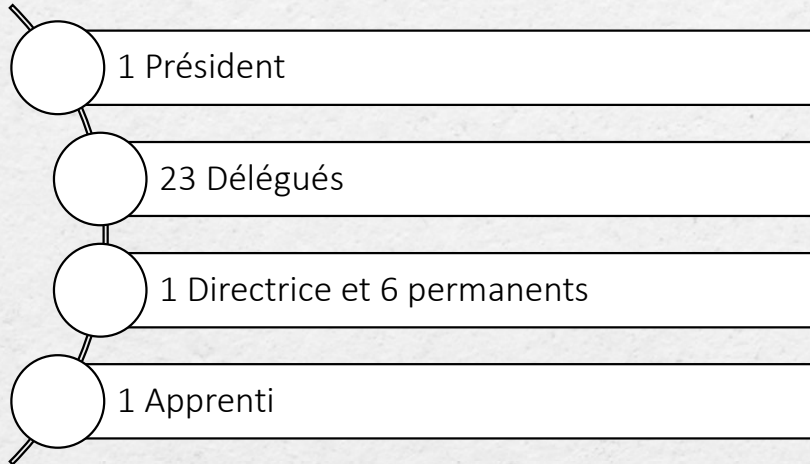 1 Président
23 Délégués
1 Directrice et 6 permanents
1 Apprenti